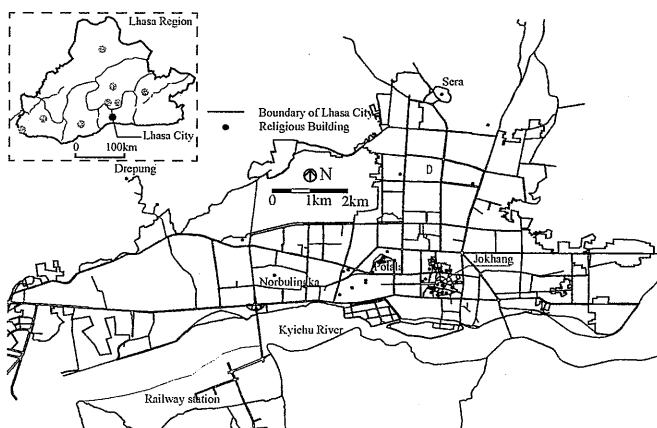 Lhasa Region
Lhasa City
0 100km
Boundary of Lhasa City
Religious Building
Sera
Drepung
N
1km 2km
0
D
Potala
Jokhang
Norbulingka
Kyichu River
Railway station